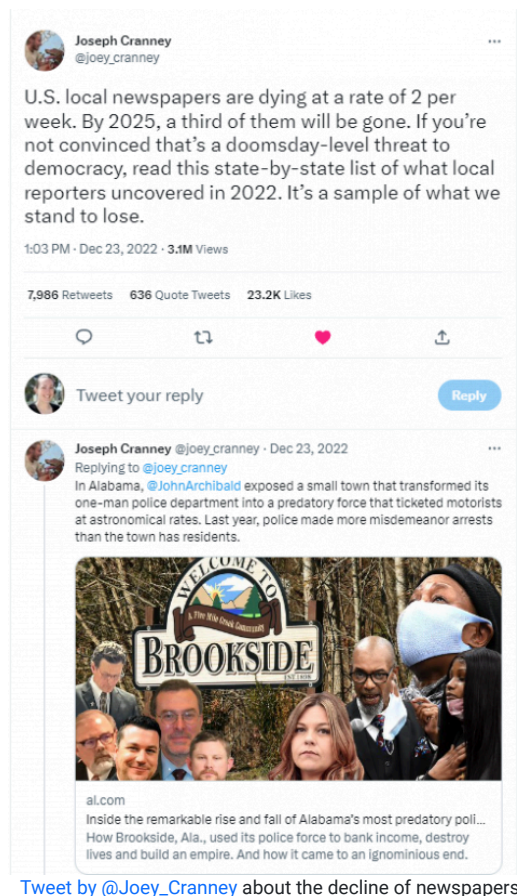 Joseph Cranney
@joey_cranney
U.S. local newspapers are dying at a rate of 2 per
week. By 2025, a third of them will be gone. If you’re
not convinced that’s a doomsday-level threat to
democracy, read this state-by-state list of what local
reporters uncovered in 2022. It’s a sample of what we
stand to lose.
1:03 PM · Dec 23, 2022 · 3.1M Views
7,986 Retweets 636 Quote Tweets 23.2K Likes
Tweet your reply
Reply
Joseph Cranney @joey_cranney · Dec 23, 2022
Replying to @joey_cranney
In Alabama, @JohnArchibald exposed a small town that transformed its
one-man police department into a predatory force that ticketed motorists
at astronomical rates. Last year, police made more misdemeanor arrests
than the town has residents.
WELCOME TO
A Five Mile Creek Community
BROOKSIDE
al.com
Inside the remarkable rise and fall of Alabama's most predatory poli...
How Brookside, Ala., used its police force to bank income, destroy
lives and build an empire. And how it came to an ignominious end.
Tweet by @Joey_Cranney about the decline of newspapers